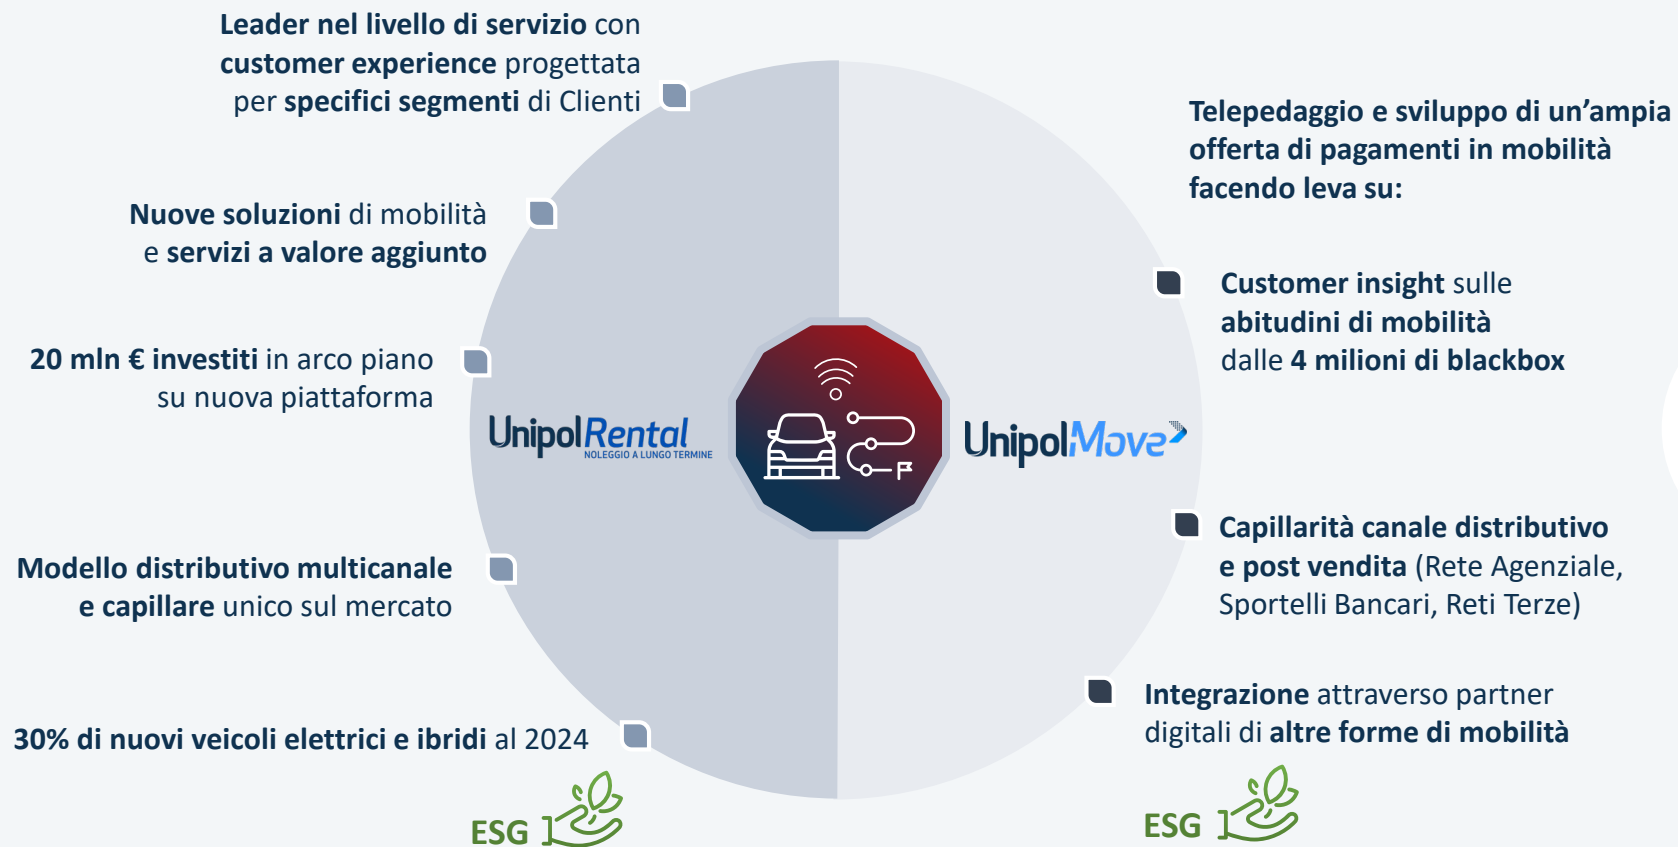 Leader nel livello di servizio con
customer experience progettata
per specifici segmenti di Clienti
Nuove soluzioni di mobilità
e servizi a valore aggiunto
20 mln € investiti in arco piano
su nuova piattaforma
Modello distributivo multicanale
e capillare unico sul mercato
30% di nuovi veicoli elettrici e ibridi al 2024
ESG
UnipolRental
NOLEGGIO A LUNGO TERMINE
UnipolMove
Telepedaggio e sviluppo di un’ampia
offerta di pagamenti in mobilità
facendo leva su:
Customer insight sulle
abitudini di mobilità
dalle 4 milioni di blackbox
Capillarità canale distributivo
e post vendita (Rete Agenziale,
Sportelli Bancari, Reti Terze)
Integrazione attraverso partner
digitali di altre forme di mobilità
ESG